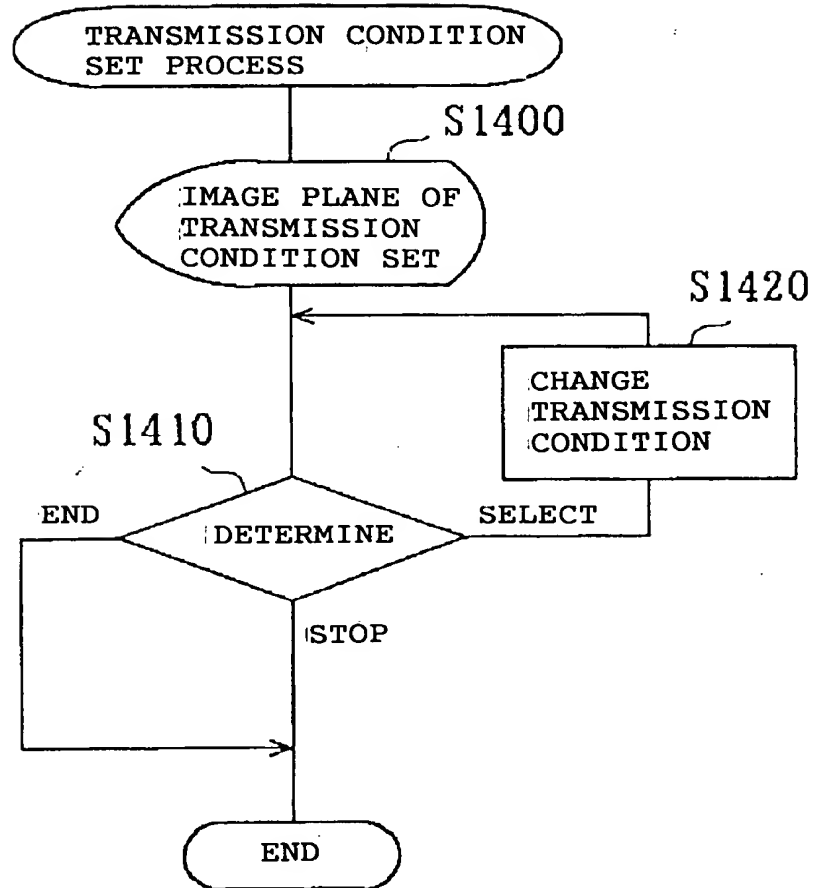 TRANSMISSION CONDITION
SET PROCESS
S1400
IMAGE PLANE OF
TRANSMISSION
CONDITION SET
S1420
CHANGE
TRANSMISSION
CONDITION
S1410
END
DETERMINE
SELECT
STOP
END